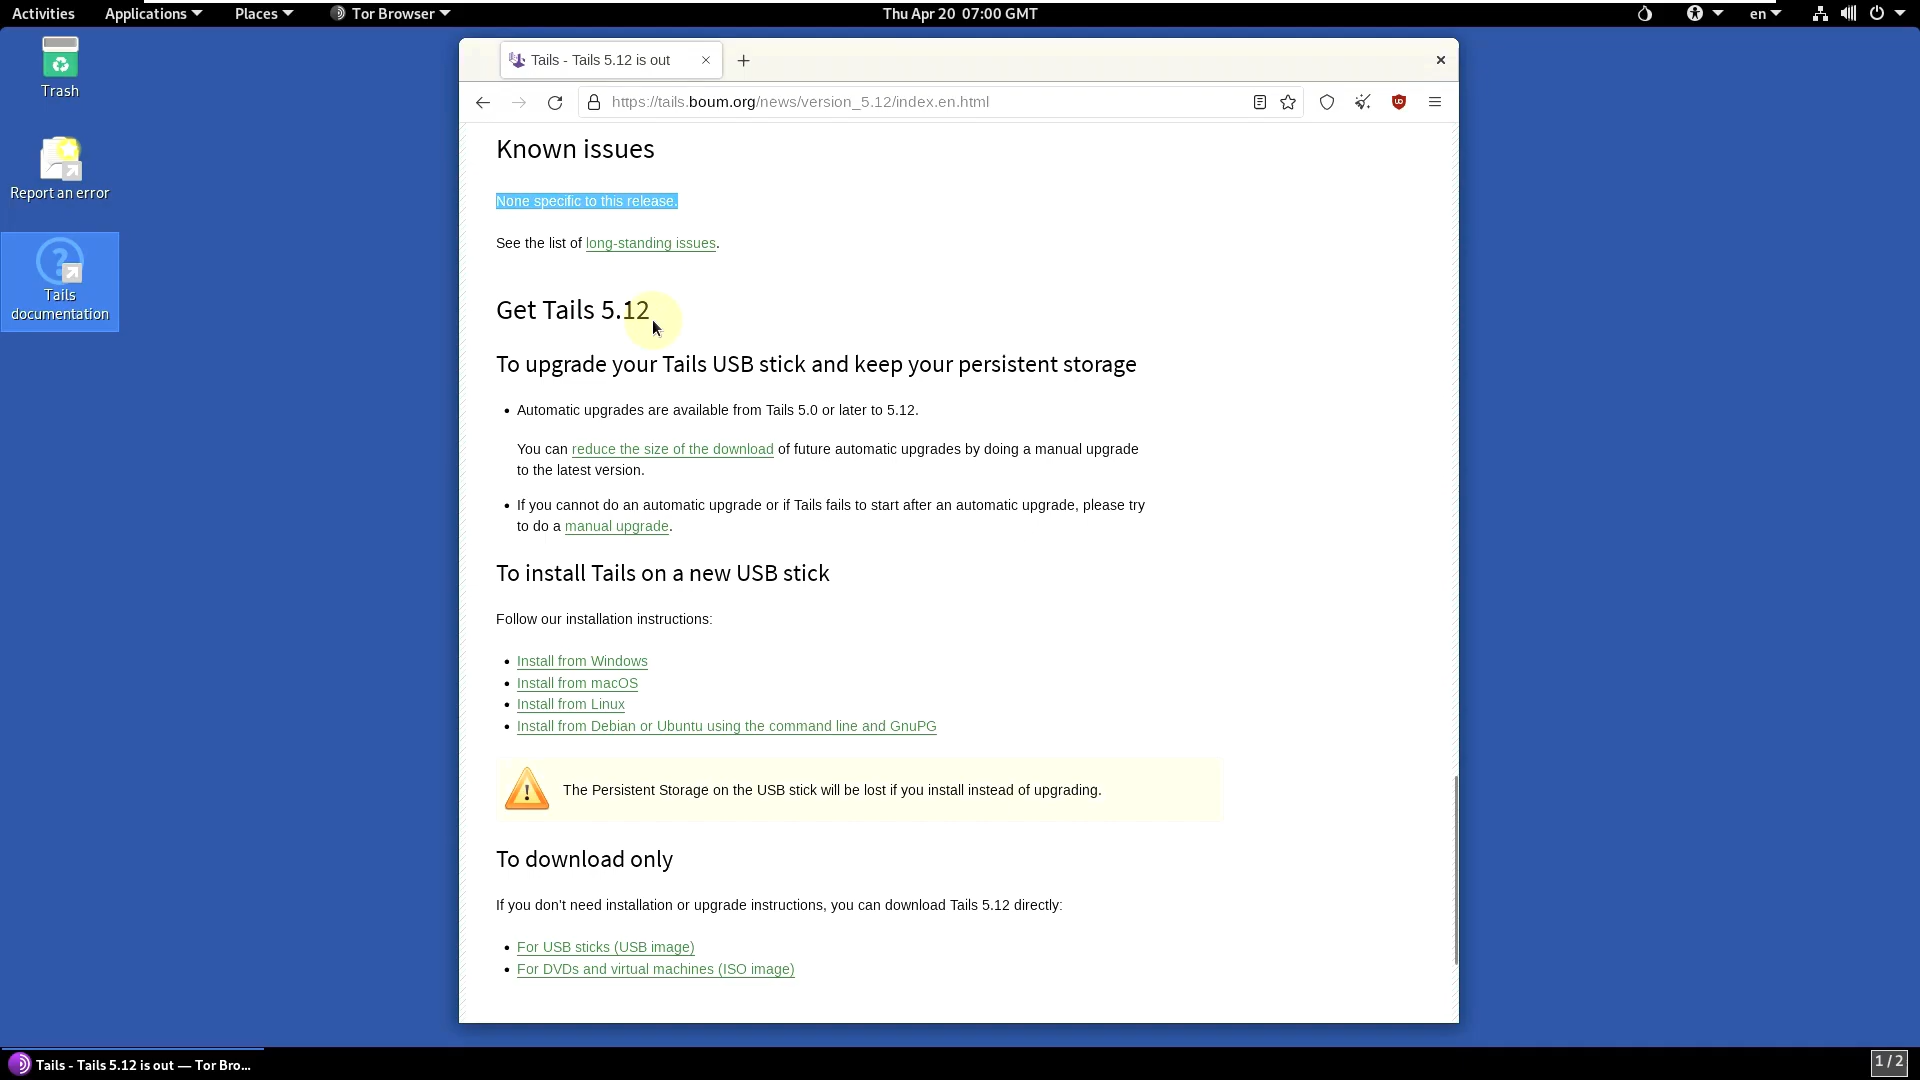 Activities Applications Places Tor Browser Thu Apr 20 07:00 GMT en
Trash
Report an error
Tails
documentation
Tails - Tails 5.12 is out
https://tails.boum.org/news/version_5.12/index.en.html
Known issues
None specific to this release.
See the list of long-standing issues.
Get Tails 5.12
To upgrade your Tails USB stick and keep your persistent storage
• Automatic upgrades are available from Tails 5.0 or later to 5.12.
You can reduce the size of the download of future automatic upgrades by doing a manual upgrade
to the latest version.
• If you cannot do an automatic upgrade or if Tails fails to start after an automatic upgrade, please try
to do a manual upgrade.
To install Tails on a new USB stick
Follow our installation instructions:
• Install from Windows
• Install from macOS
• Install from Linux
• Install from Debian or Ubuntu using the command line and GnuPG
The Persistent Storage on the USB stick will be lost if you install instead of upgrading.
To download only
If you don't need installation or upgrade instructions, you can download Tails 5.12 directly:
• For USB sticks (USB image)
• For DVDs and virtual machines (ISO image)
Tails - Tails 5.12 is out — Tor Bro...
1 / 2